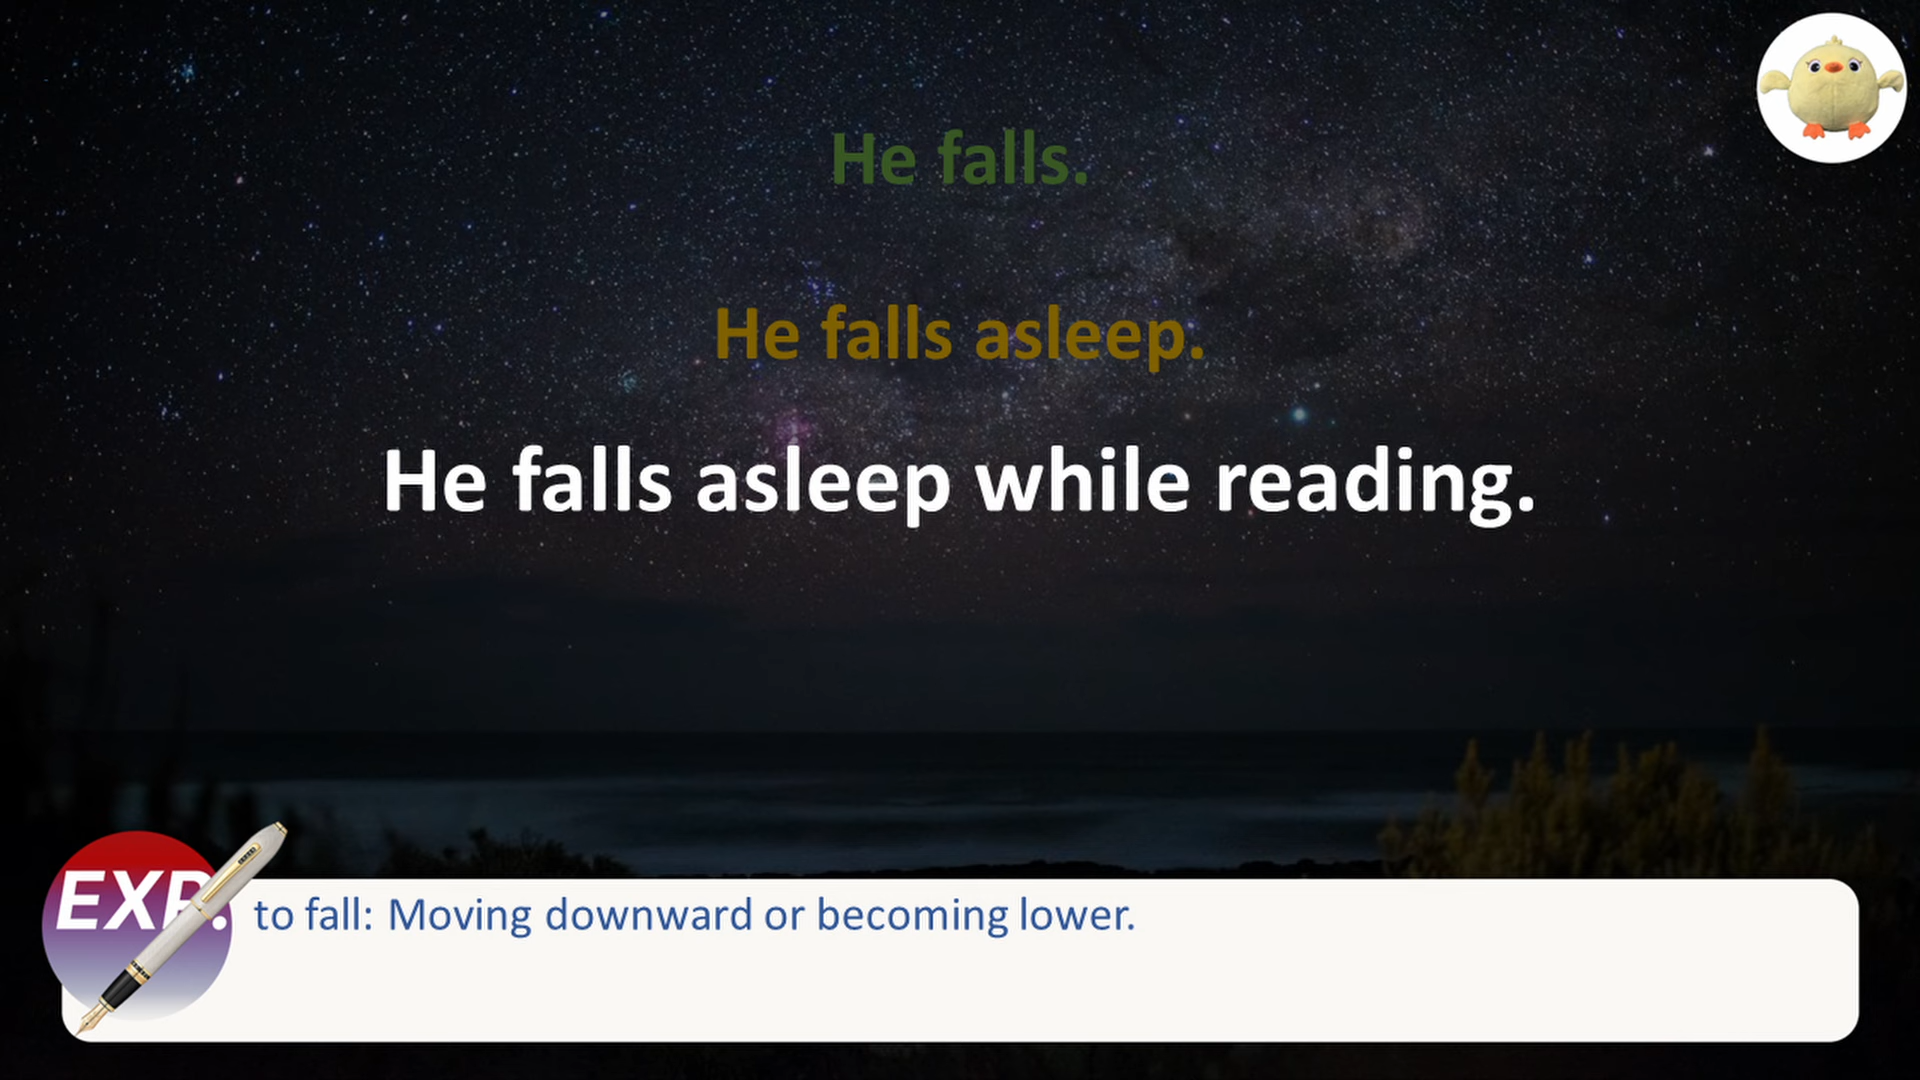 He falls.
He falls asleep.
He falls asleep while reading.
EXP.
to fall: Moving downward or becoming lower.